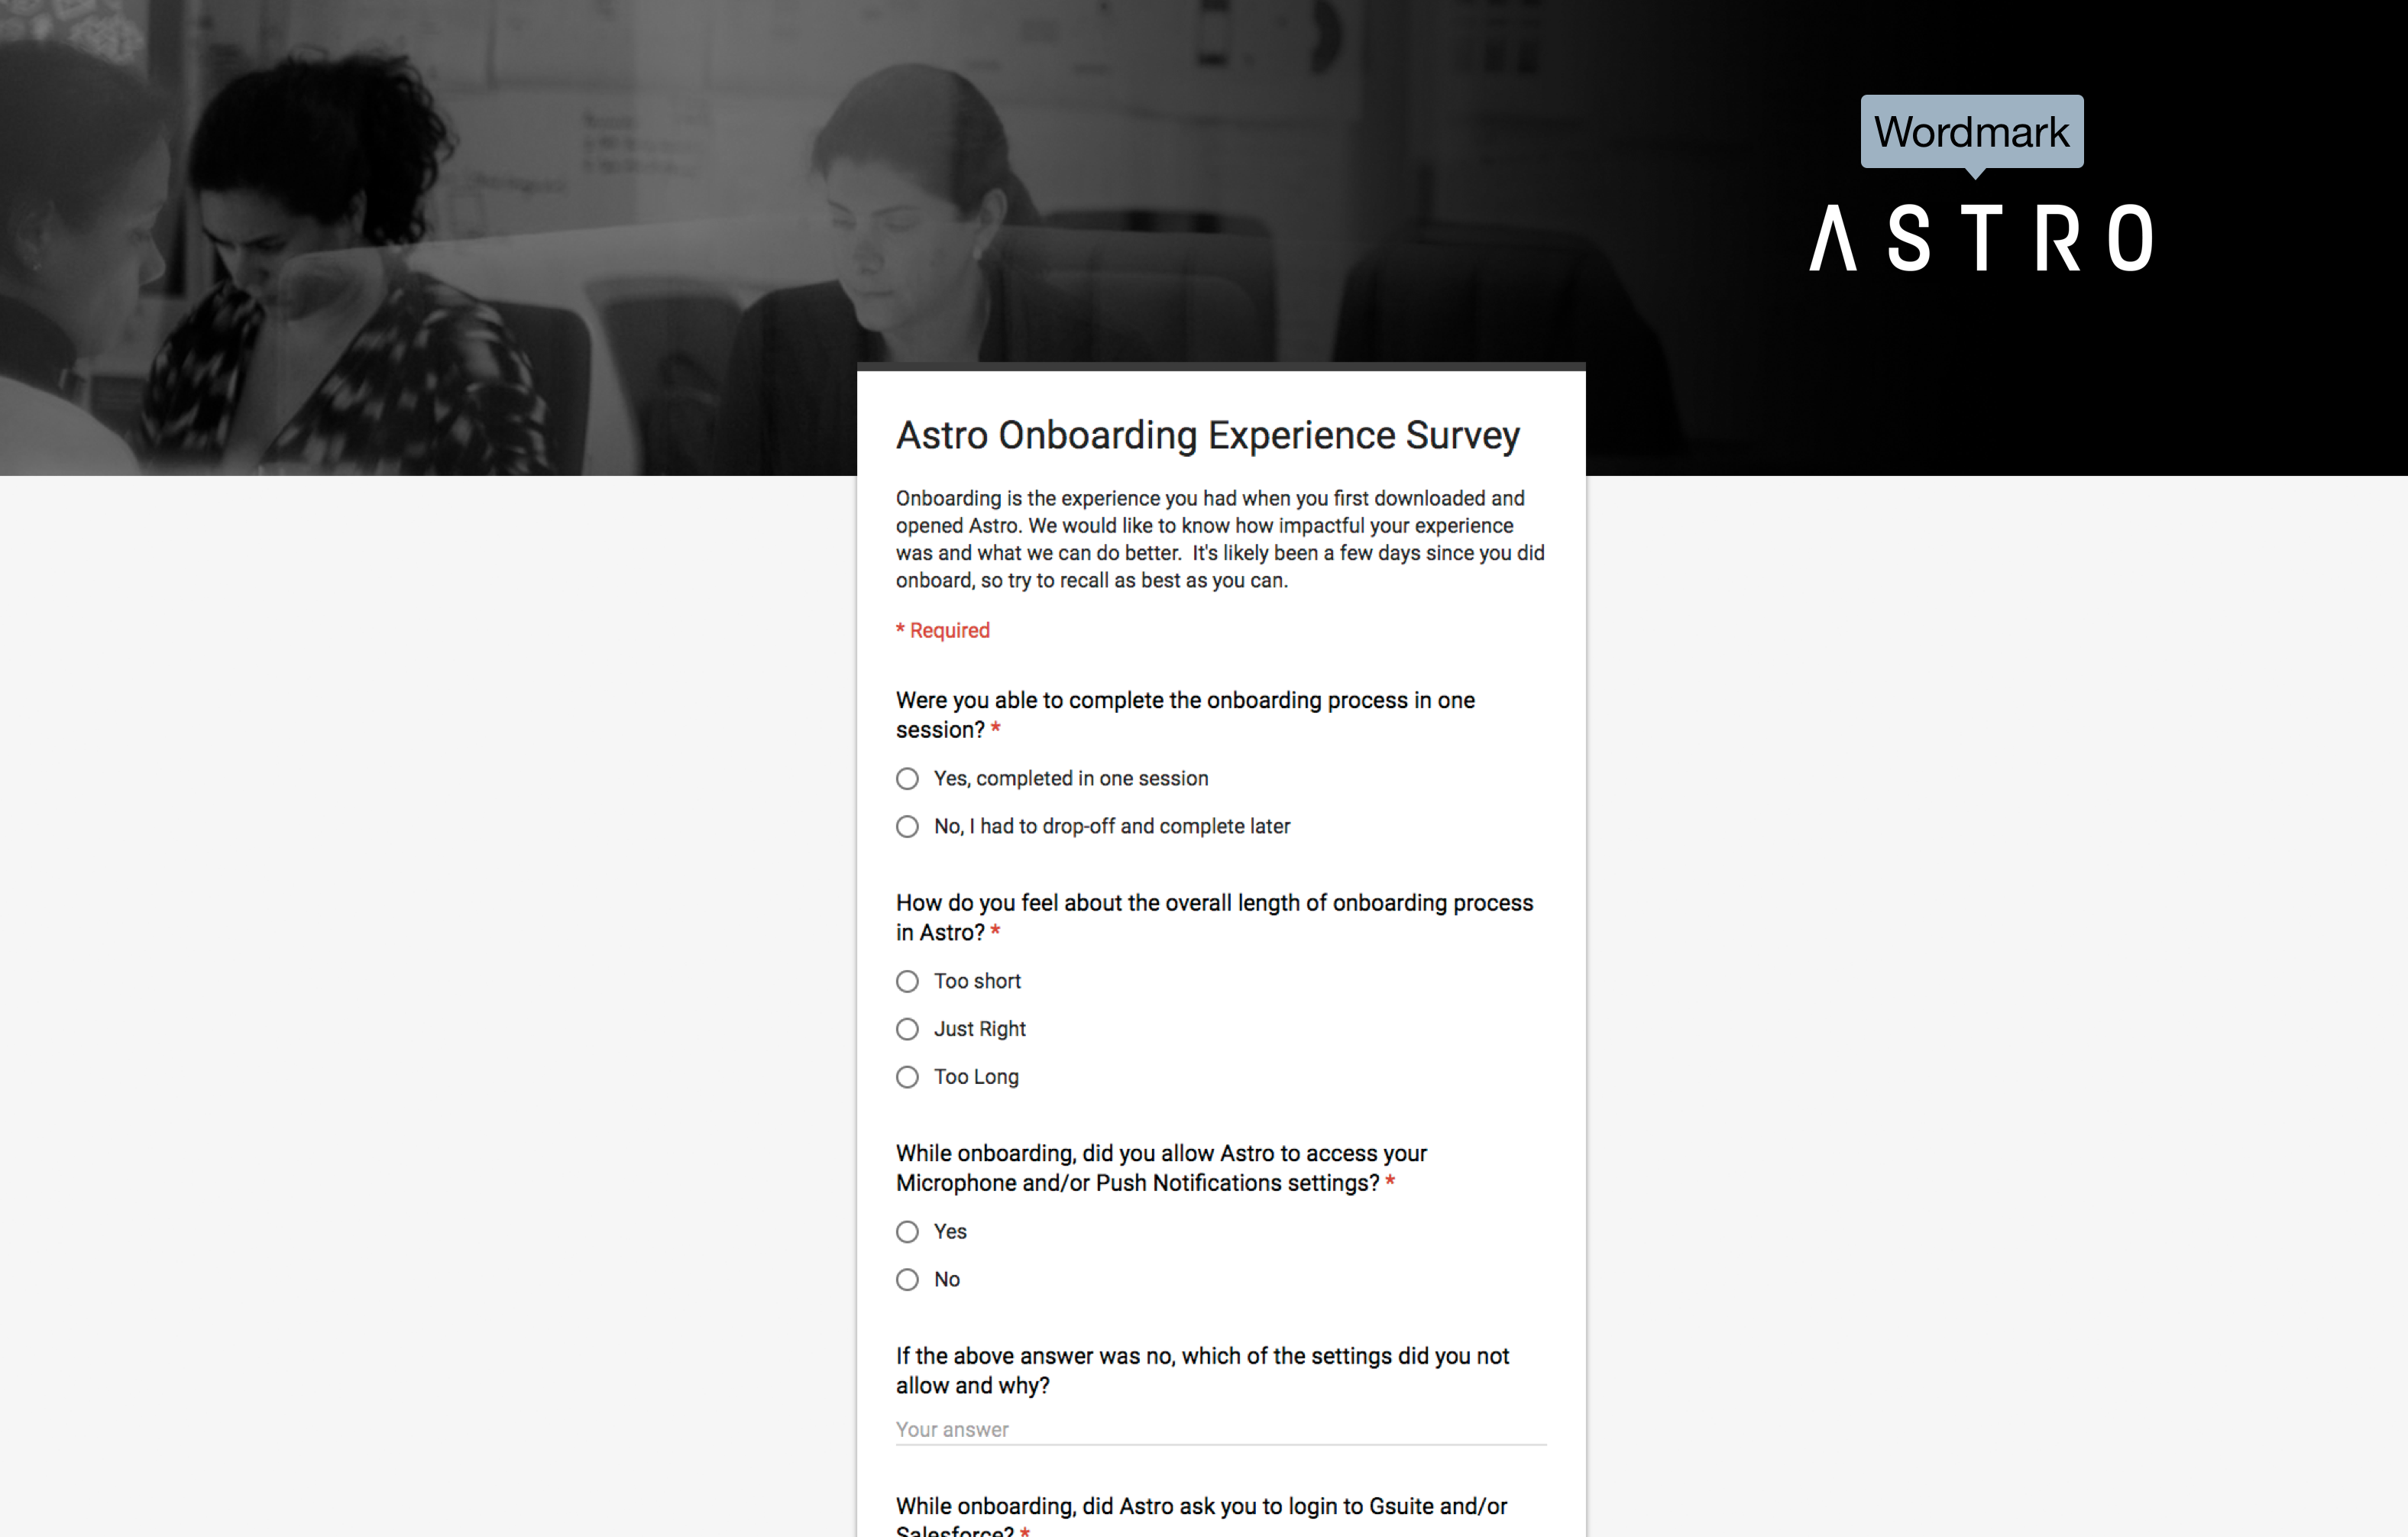 Wordmark
ASTRO
Astro Onboarding Experience Survey
Onboarding is the experience you had when you first downloaded and
opened Astro. We would like to know how impactful your experience
was and what we can do better.  It's likely been a few days since you did
onboard, so try to recall as best as you can.
* Required
Were you able to complete the onboarding process in one
session? *
Yes, completed in one session
No, I had to drop-off and complete later
How do you feel about the overall length of onboarding process
in Astro? *
Too short
Just Right
Too Long
While onboarding, did you allow Astro to access your
Microphone and/or Push Notifications settings? *
Yes
No
If the above answer was no, which of the settings did you not
allow and why?
Your answer
While onboarding, did Astro ask you to login to Gsuite and/or
Salesforce? *